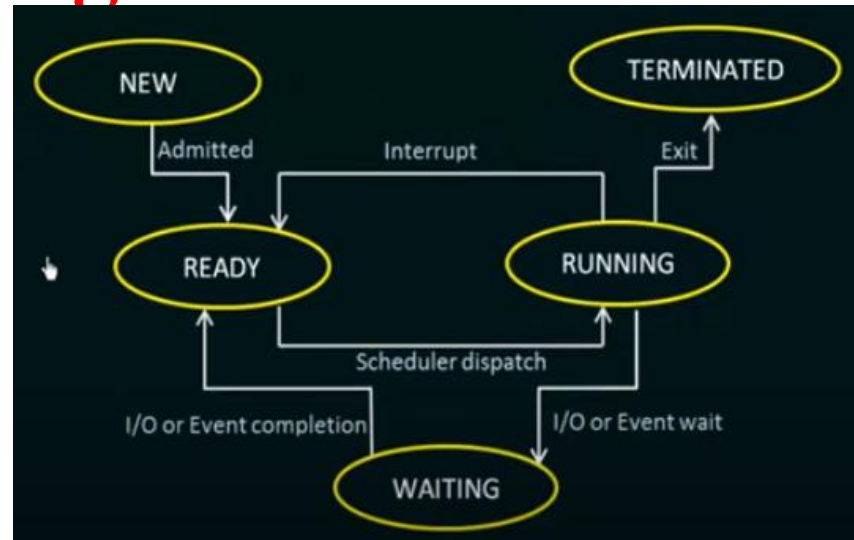 NEW
TERMINATED
Admitted
Interrupt
Exit
READY
RUNNING
Scheduler dispatch
I/O or Event completion
I/O or Event wait
WAITING